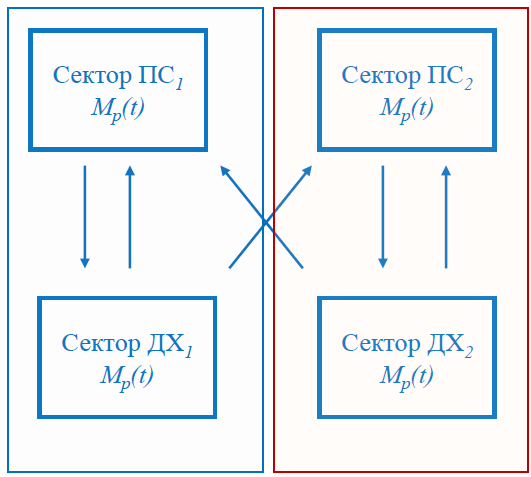 Сектор ПС1
Mp(t)
Сектор ПС2
Mp(t)
Сектор ДХ1
Mp(t)
Сектор ДХ2
Mp(t)